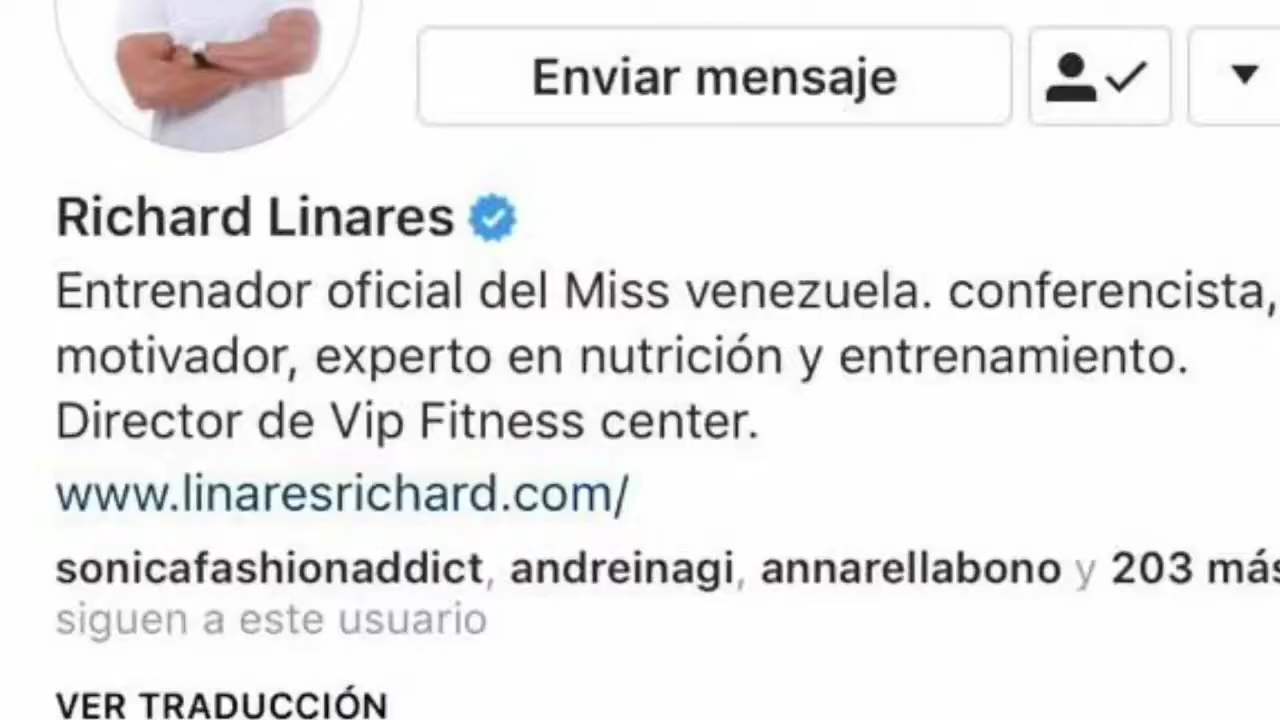 Enviar mensaje
Richard Linares
Entrenador oficial del Miss venezuela. conferencista,
motivador, experto en nutrición y entrenamiento.
Director de Vip Fitness center.
www.linaresrichard.com/
sonicafashionaddict, andreinagi, annarellabono y 203 más
siguen a este usuario
VER TRADUCCIÓN